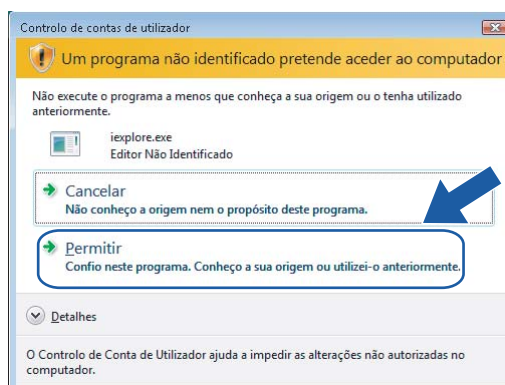 Controlo de contas de utilizador
Um programa não identificado pretende aceder ao computador
Não execute o programa a menos que conheça a sua origem ou o tenha utilizado
anteriormente.
iexplore.exe
Editor Não Identificado
Cancelar
Não conheço a origem nem o propósito deste programa.
Permitir
Confio neste programa. Conheço a sua origem ou utilizei-o anteriormente.
Detalhes
O Controlo de Conta de Utilizador ajuda a impedir as alterações não autorizadas no
computador.